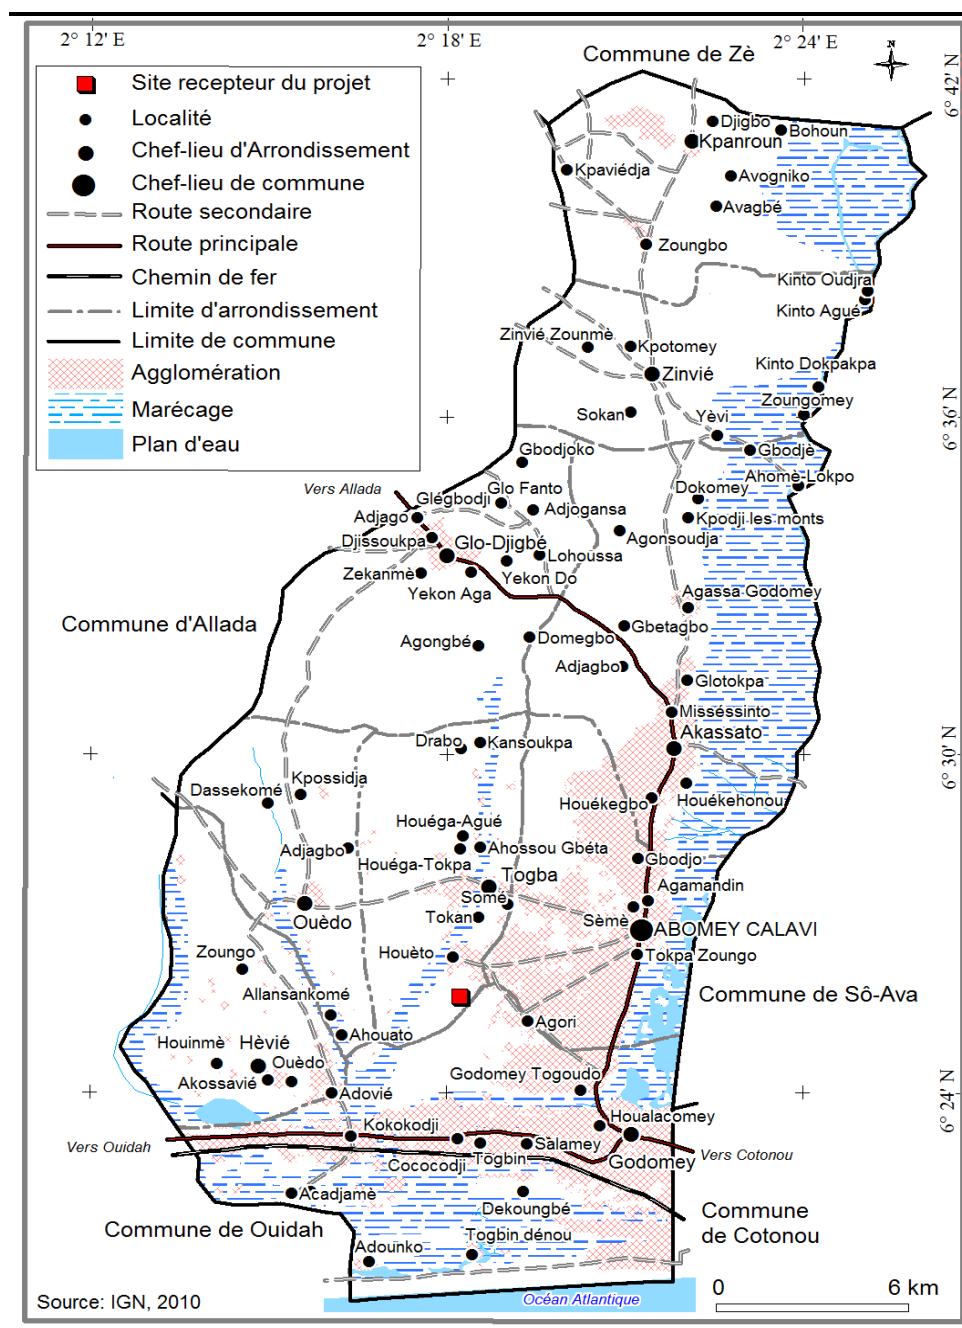 2° 12' E
2° 18' E
2° 24' E
Commune de Zè
N
6° 42' N
Site recepteur du projet
Localité
Chef-lieu d'Arrondissement
Chef-lieu de commune
Route secondaire
Route principale
Chemin de fer
Limite d'arrondissement
Limite de commune
Agglomération
Marécage
Plan d'eau
Djigbo
Bohoun
Kpanroun
Kpaviédja
Avogniko
Avagbé
Zoungbo
Kinto Oudjra
Kinto Agué
Zinvié Zounmè
Kpotomey
Kinto Dokpakpa
Zinvié
Zoungomey
Sokan
Yèvi
6° 36' N
Gbodjoko
Gbodjè
Ahomè-Lokpo
Vers Allada
Glégbodji
Glo Fanto
Dokomey
Adjago
Adjogansa
Kpodji les monts
Djissoukpa
Glo-Djigbé
Agonsoudja
Lohoussa
Zekanmè
Yekon Do
Yekon Aga
Agassa Godomey
Commune d'Allada
Gbetagbo
Agongbé
Domegbo
Adjagbo
Glotokpa
Misséssinto
Akassato
Drabo
Kansoukpa
6° 30' N
Kpossidja
Dassekomé
Houékegbo
Houékehonou
Houéga-Agué
Adjagbo
Ahossou Gbéta
Houéga-Tokpa
Gbodjo
Togba
Agamandin
Somé
Ouèdo
Tokan
Sèmè
ABOMEY CALAVI
Zoungo
Houèto
Tokpa Zoungo
Allansankomé
Commune de Sô-Ava
Agori
Ahouato
Houinmè
Hèvié
Ouèdo
Akossavié
Godomey Togoudo
Adovié
6° 24' N
Houalacomey
Kokokodji
Vers Ouidah
Salamey
Vers Cotonou
Cococodji
Togbin
Godomey
Acadjamè
Dekoungbé
Commune
de Cotonou
Commune de Ouidah
Togbin dénou
Adounko
0
6 km
Source: IGN, 2010
Océan Atlantique